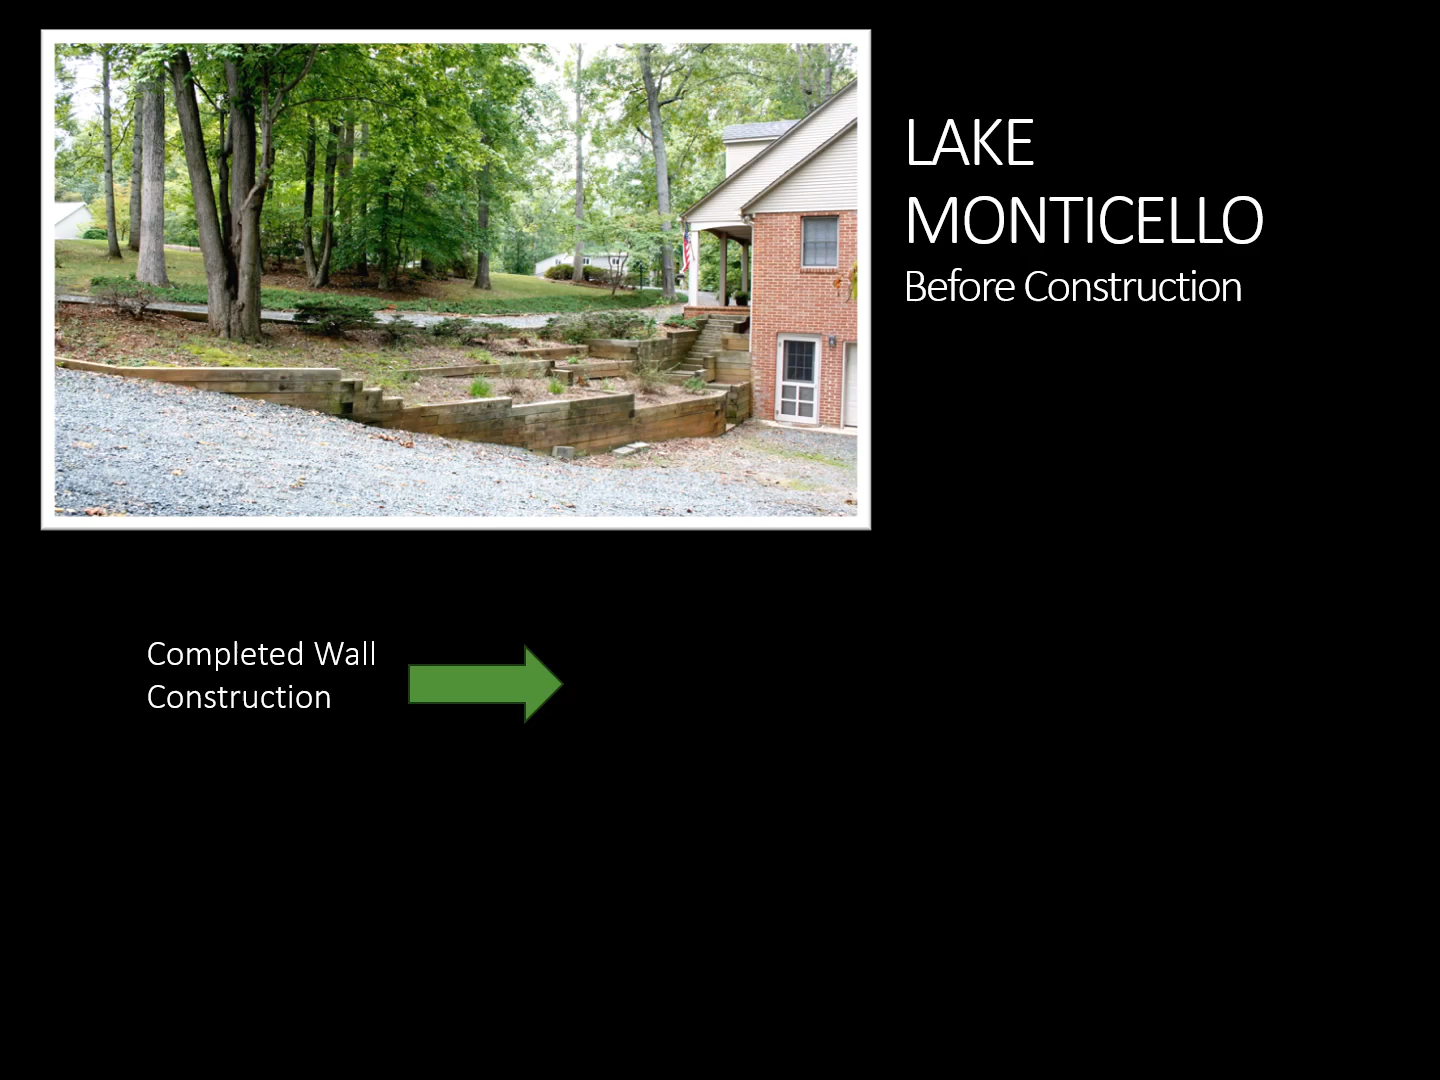 LAKE
MONTICELLO
Before Construction
Completed Wall
Construction